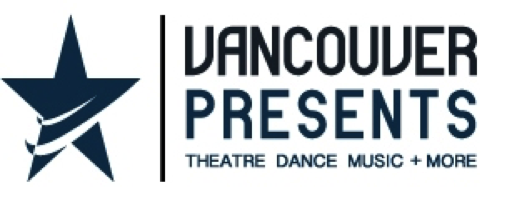 VANCOUVER
PRESENTS
THEATRE DANCE MUSIC + MORE